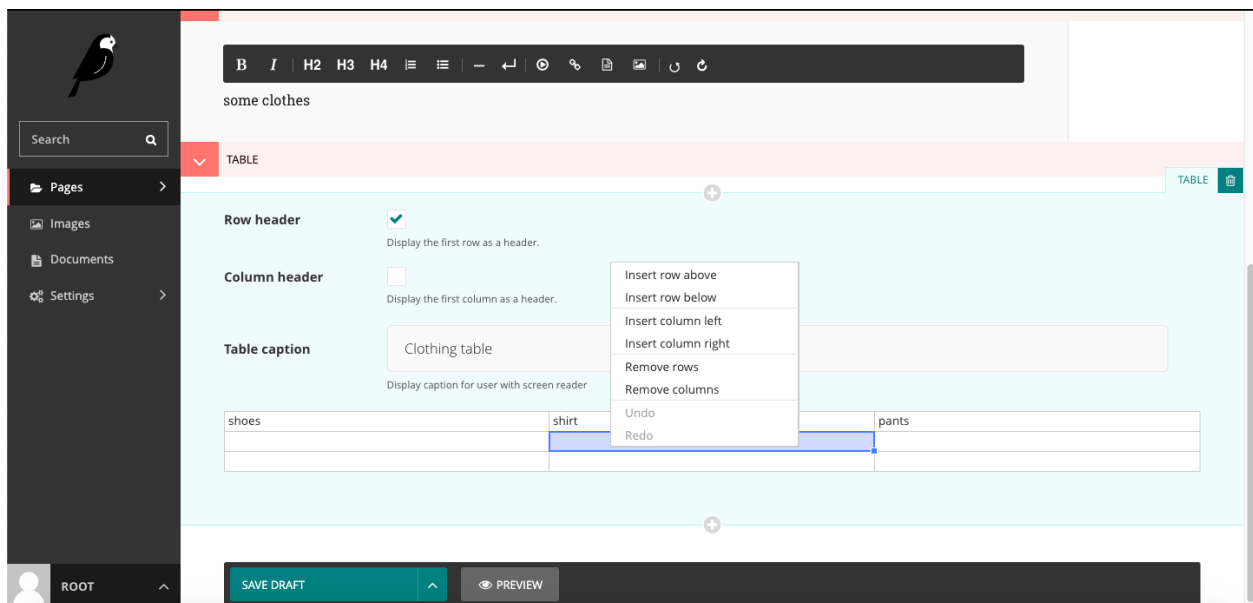 B I H2 H3 H4
some clothes
Search
TABLE
Pages
TABLE
Images
Row header
Display the first row as a header.
Documents
Column header
Insert row above
Settings
Display the first column as a header.
Insert row below
Insert column left
Insert column right
Table caption
Clothing table
Remove rows
Display caption for user with screen reader
Remove columns
Undo
Redo
shoes shirt pants
ROOT
SAVE DRAFT
PREVIEW